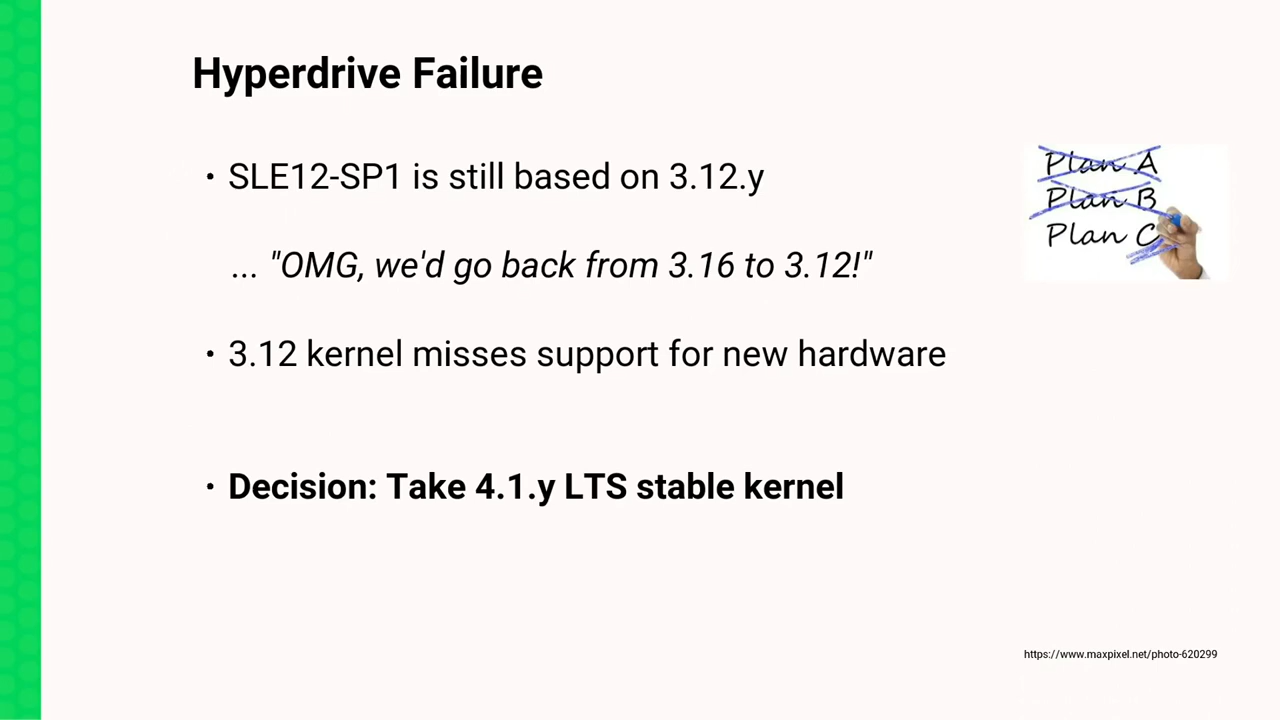 Hyperdrive Failure
• SLE12-SP1 is still based on 3.12.y
... "OMG, we'd go back from 3.16 to 3.12!"
• 3.12 kernel misses support for new hardware
• Decision: Take 4.1.y LTS stable kernel
Plan A
Plan B
Plan C
https://www.maxpixel.net/photo-620299